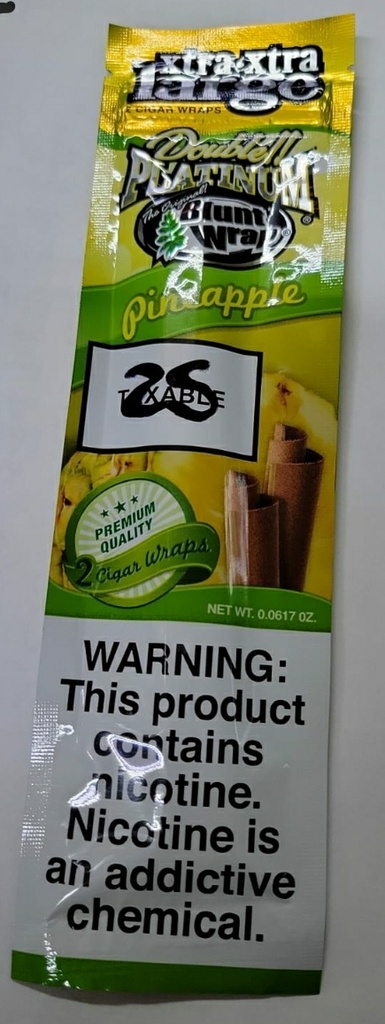 xtra-xtra
large
CIGAR WRAPS
Double!!!
PLATINUM®
The Original!
Blunt
Wrap®
Pineapple
26
TAXABLE
PREMIUM
QUALITY
2 Cigar Wraps
NET WT. 0.0617 OZ.
WARNING:
This product
contains
nicotine.
Nicotine is
an addictive
chemical.